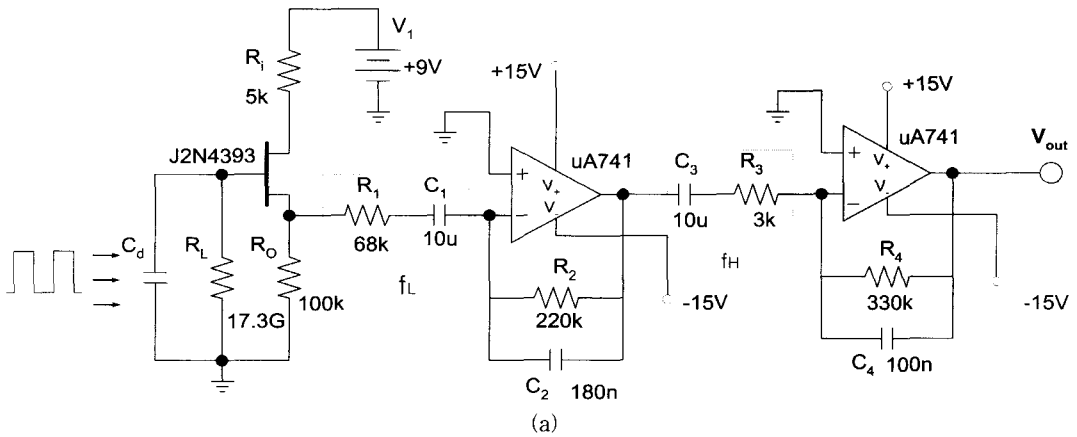 V1
+9V
Ri
5k
J2N4393
Cd
RL
17.3G
RO
100k
R1
68k
C1
10u
fL
+15V
+
−
V+
V-
uA741
R2
220k
C2
180n
-15V
C3
10u
R3
3k
fH
+15V
+
−
V+
V-
uA741
R4
330k
C4
100n
-15V
Vout
(a)